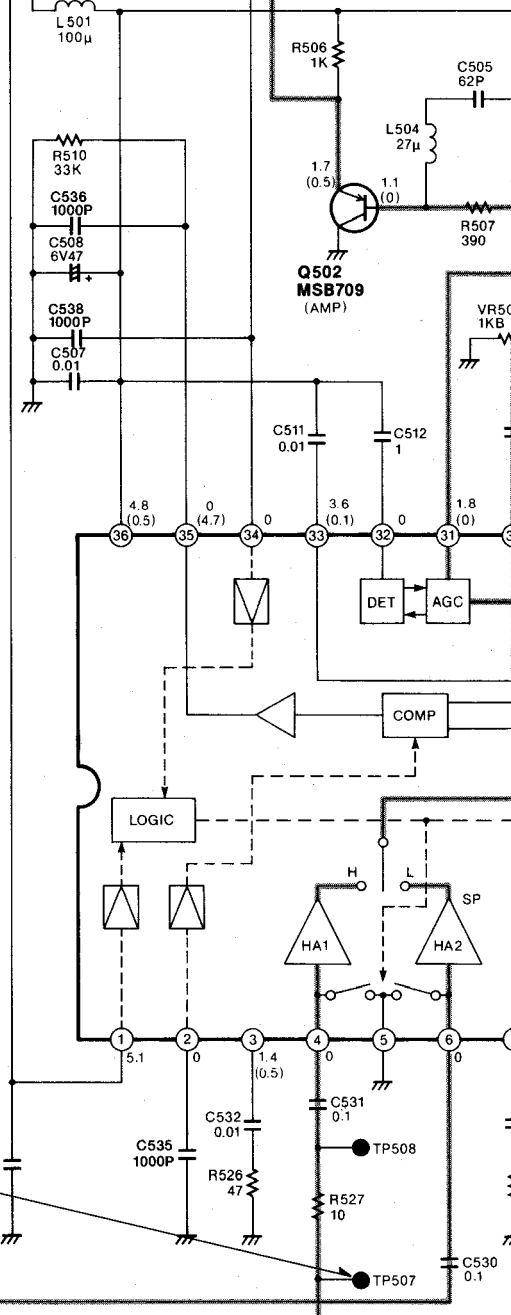 L501
100μ
R506
1K
C505
62P
L504
27μ
R510
33K
1.7
(0.5)
1.1
(0)
C536
1000P
R507
390
C508
6V47
+
Q502
MSB709
(AMP)
C538
1000P
VR50
1KB
C507
0.01
C511
0.01
C512
1
4.8
(0.5)
0
(4.7)
0
3.6
(0.1)
0
1.8
(0)
36
35
34
33
32
31
DET
AGC
COMP
LOGIC
H
L
SP
HA1
HA2
1
2
3
4
5
6
5.1
0
1.4
(0.5)
0
0
C531
0.1
C532
0.01
C535
1000P
TP508
R526
47
R527
10
C530
0.1
TP507